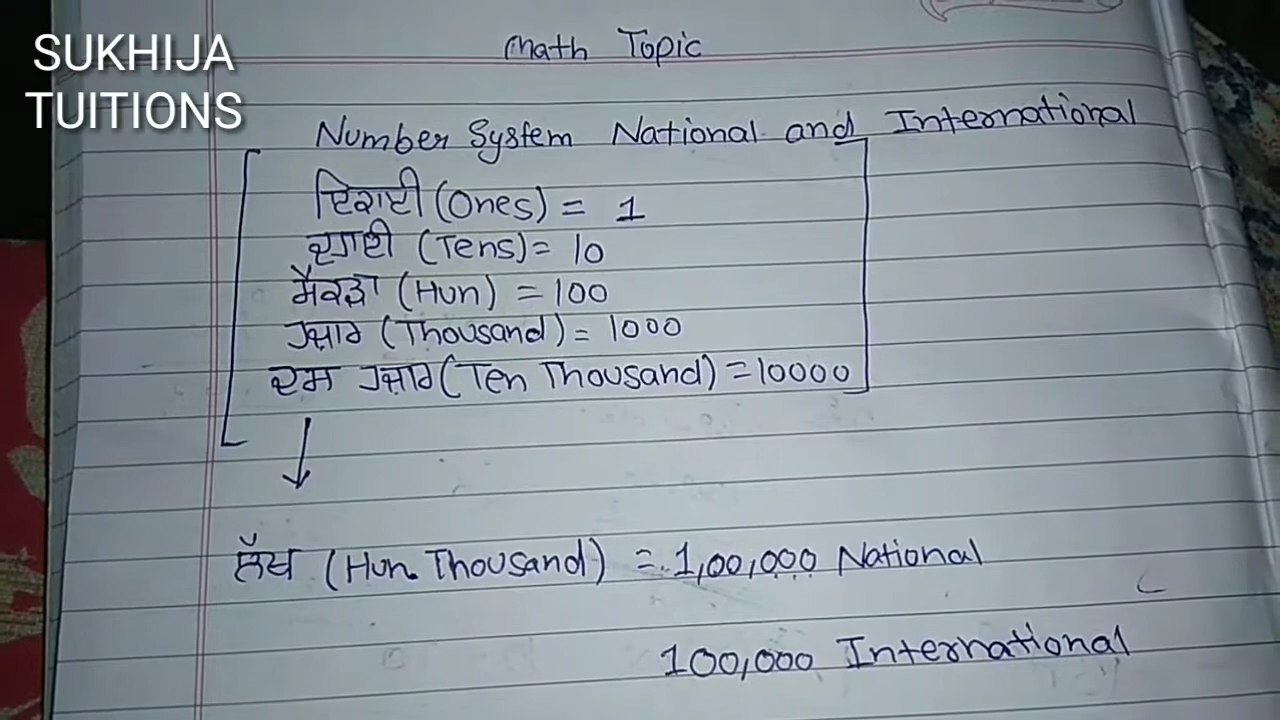 SUKHIJA
TUITIONS
Math Topic
Number System National and International
ਇਕਾਈ (Ones) = 1
ਦਹਾਈ (Tens) = 10
ਸੈਕੜਾ (Hun) = 100
ਹਜ਼ਾਰ (Thousand) = 1000
ਦਸ ਹਜ਼ਾਰ (Ten Thousand) = 10000
ਲੱਖ (Hun. Thousand) = 1,00,000 National
100,000 International